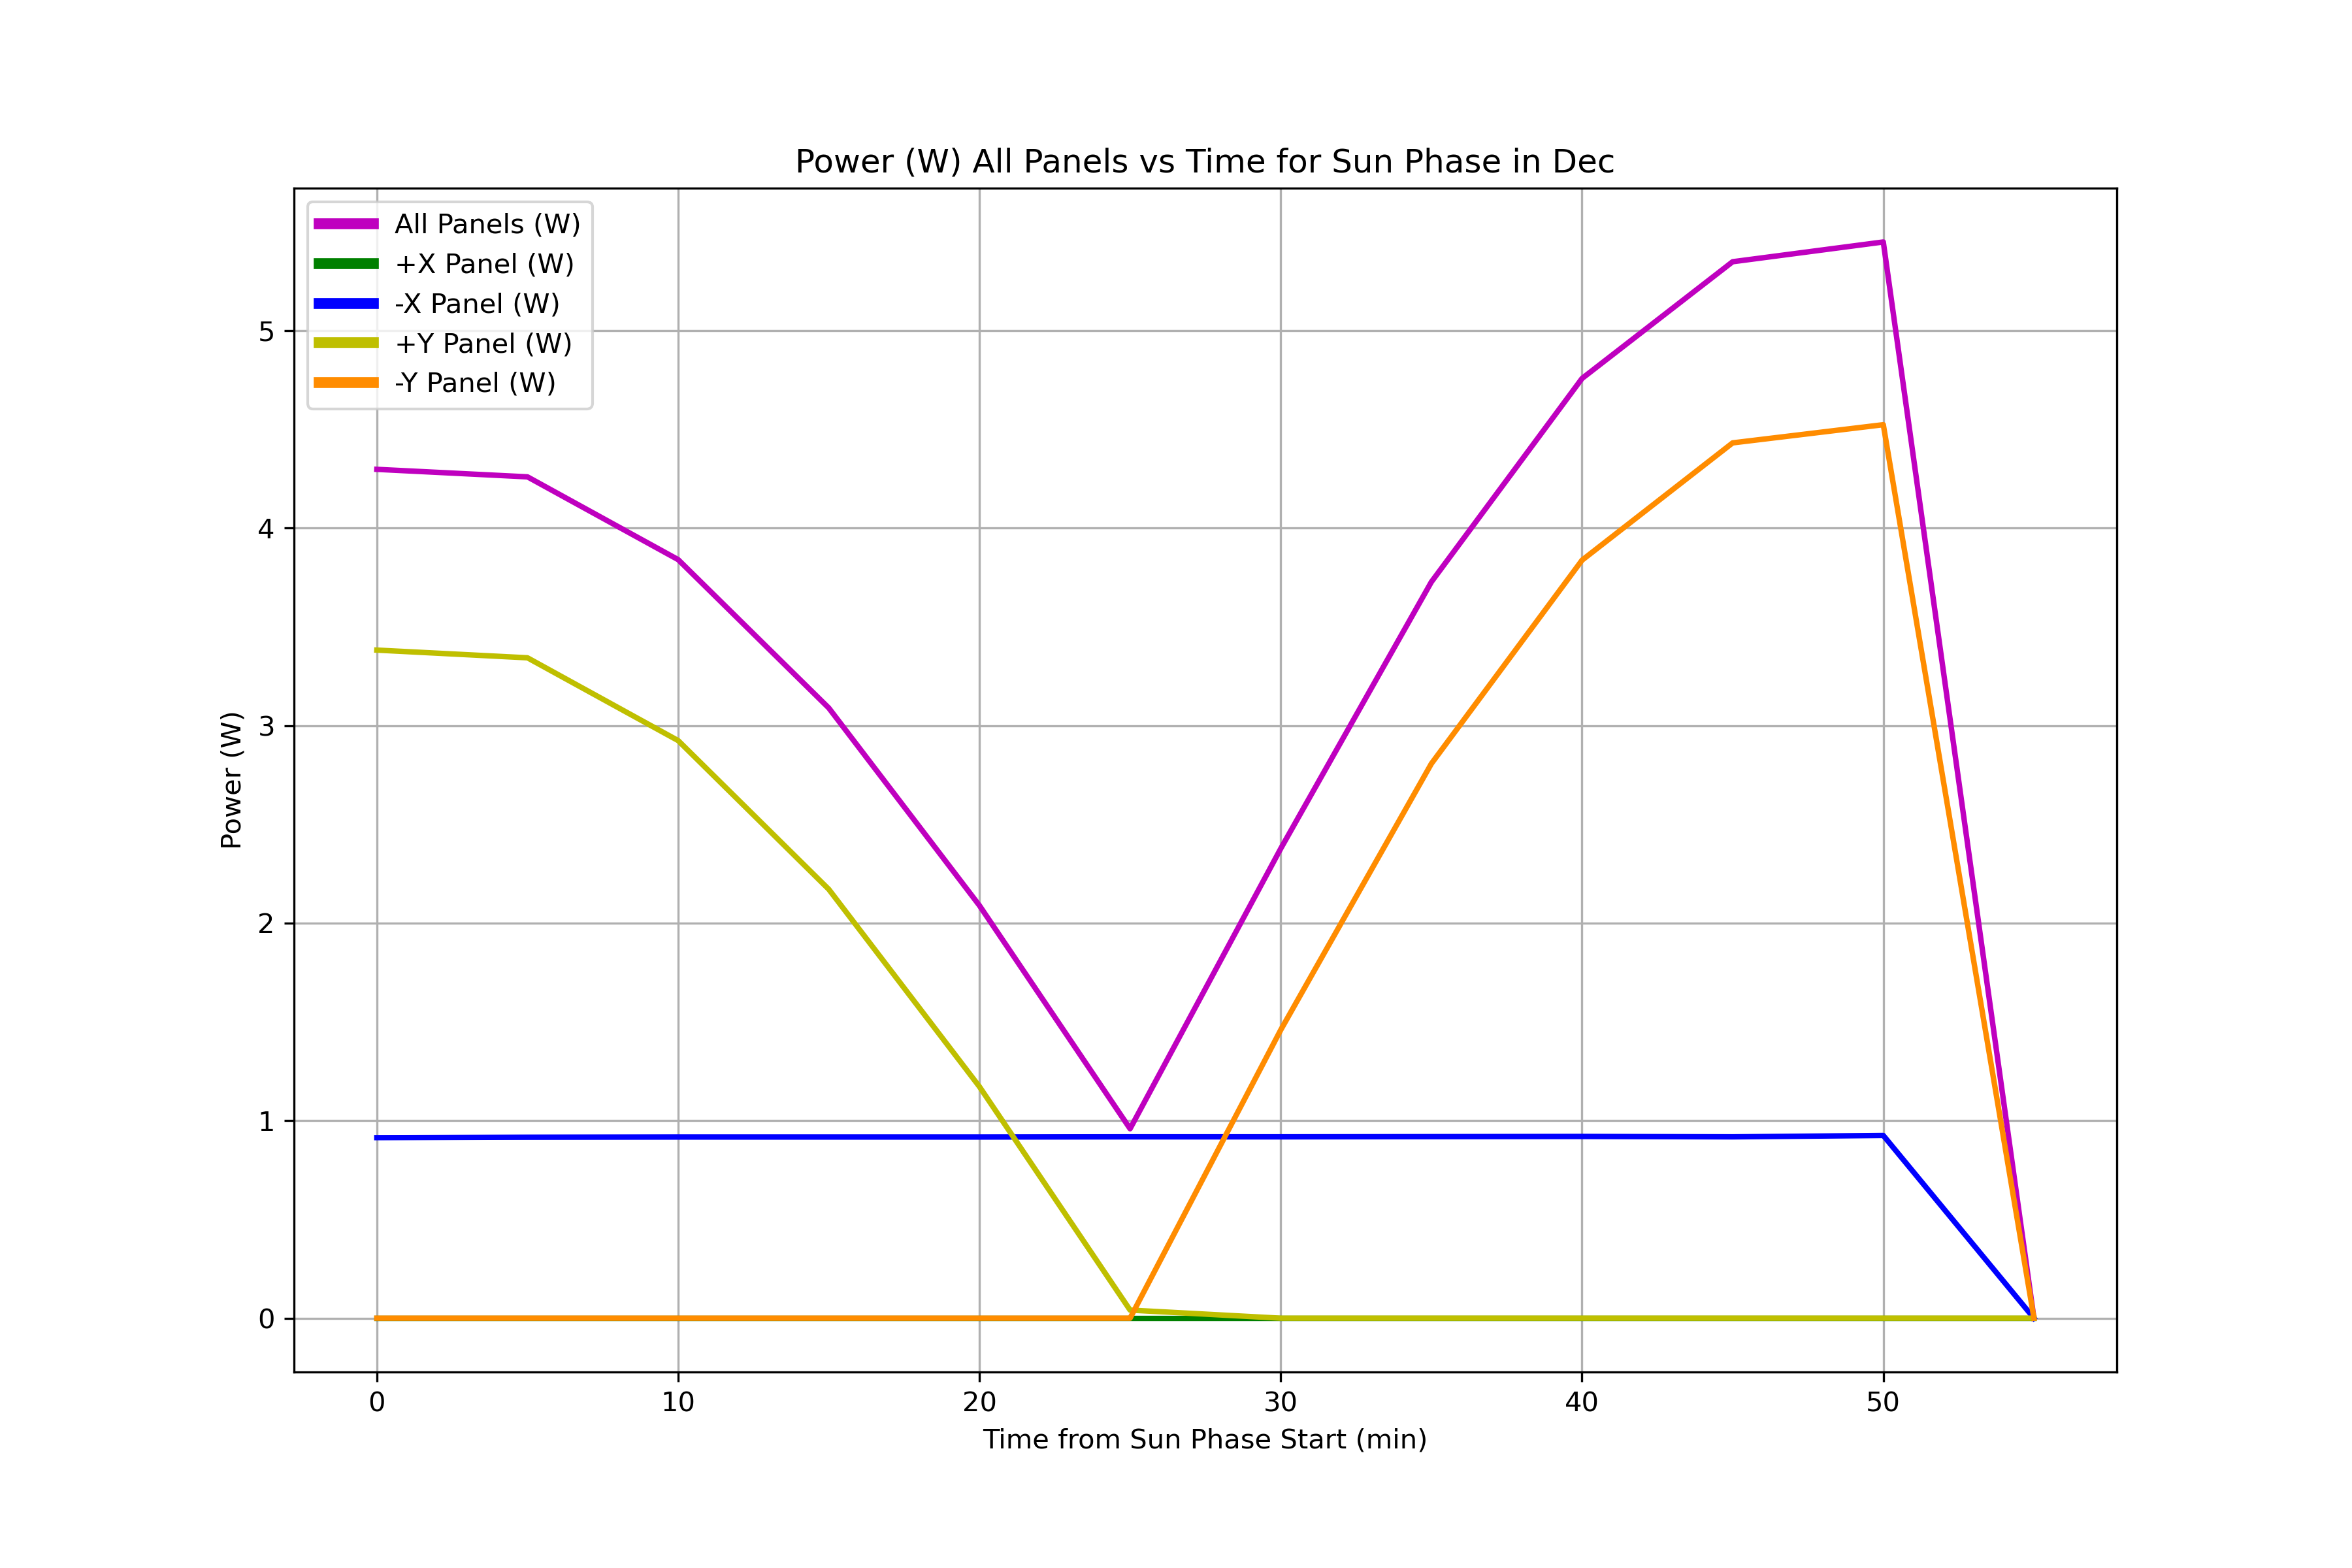 Power (W) All Panels vs Time for Sun Phase in Dec
All Panels (W)
+X Panel (W)
-X Panel (W)
+Y Panel (W)
-Y Panel (W)
Power (W)
5
4
3
2
1
0
0 10 20 30 40 50
Time from Sun Phase Start (min)